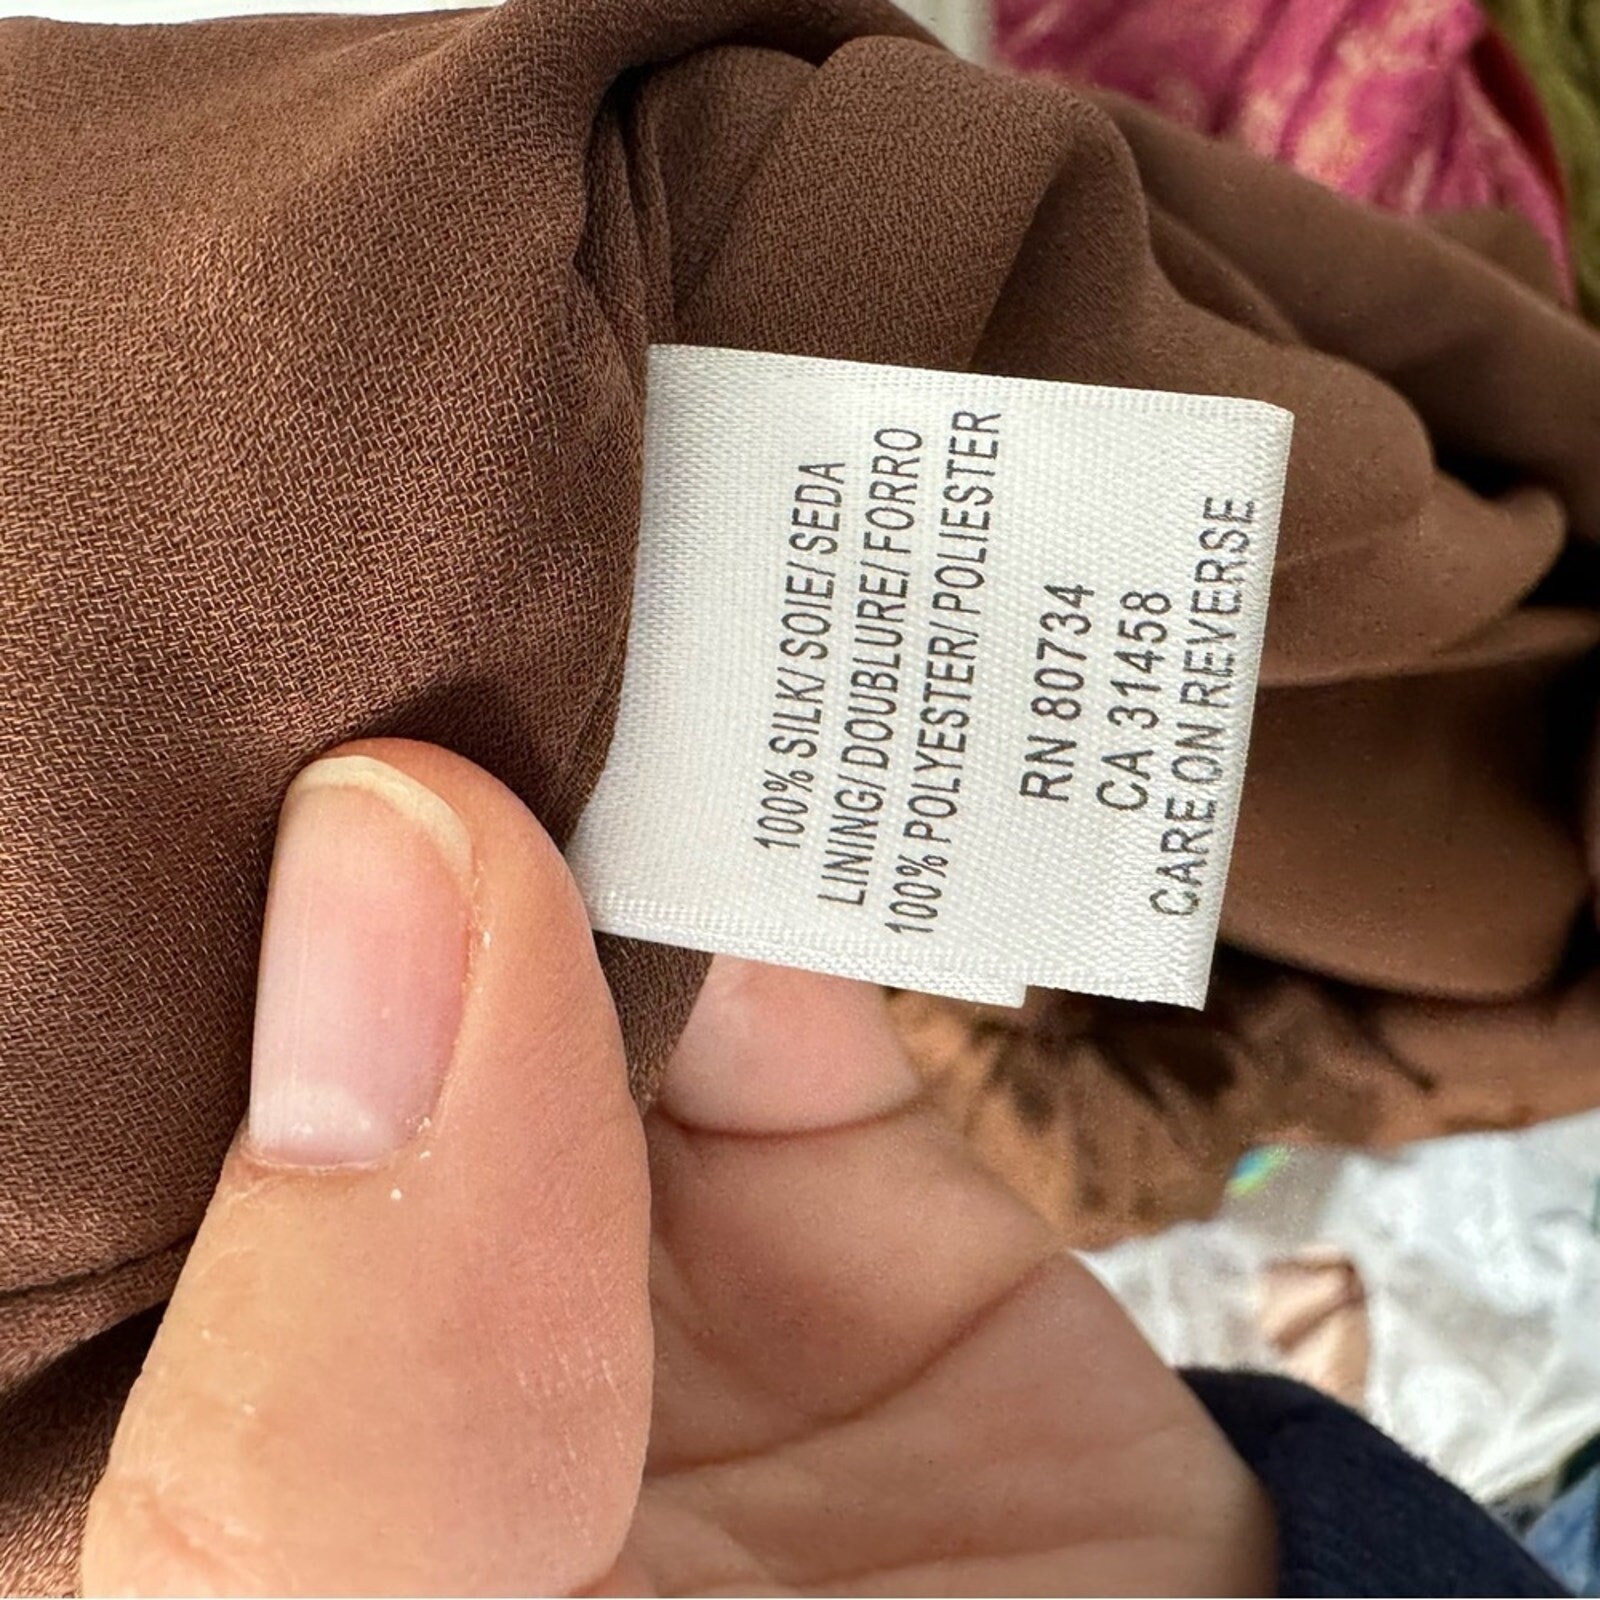 100% SILK/ SOIE/ SEDA
LINING/ DOUBLURE/ FORRO
100% POLYESTER/ POLIESTER
RN 80734
CA 31458
CARE ON REVERSE